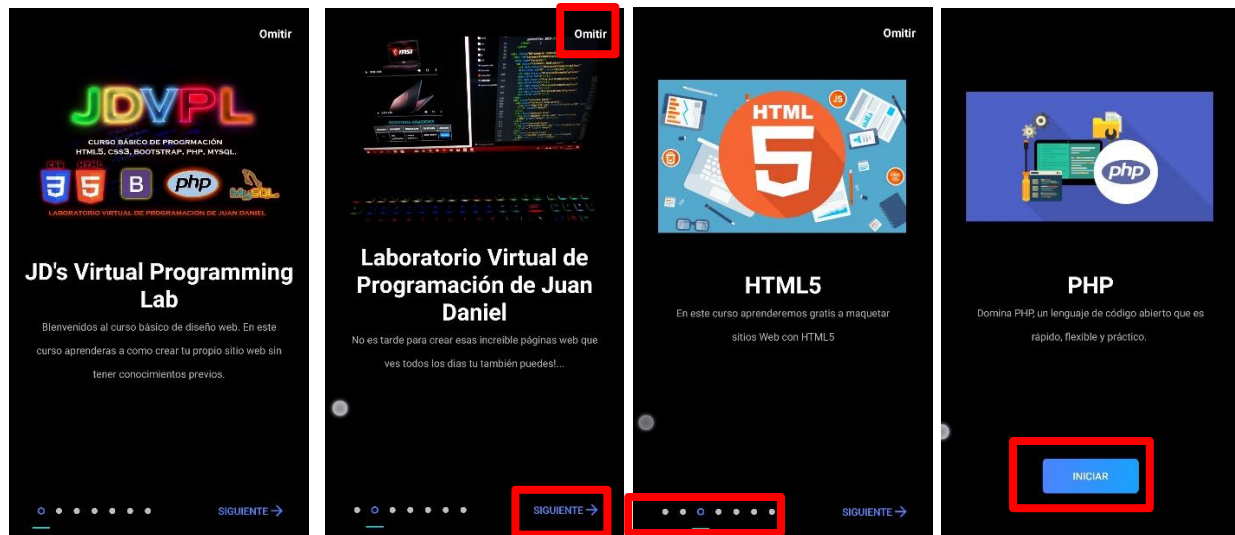 Omitir
JDVPL
CURSO BÁSICO DE PROGRMACIÓN
HTML5, CSS3, BOOTSTRAP, PHP, MYSQL.
CSS HTML
3 5 B php MySQL
LABORATORIO VIRTUAL DE PROGRAMACIÓN DE JUAN DANIEL
JD's Virtual Programming
Lab
BIenvenidos al curso básico de diseño web. En este
curso aprenderas a como crear tu propio sitio web sin
tener conocimientos previos.
SIGUIENTE
Omitir
msi
Laboratorio Virtual de
Programación de Juan
Daniel
No es tarde para crear esas increible páginas web que
ves todos los dias tu también puedes!...
SIGUIENTE
Omitir
HTML
5
JS
HTML5
En este curso aprenderemos gratis a maquetar
sitios Web con HTML5
SIGUIENTE
php
PHP
Domina PHP, un lenguaje de código abierto que es
rápido, flexible y práctico.
INICIAR